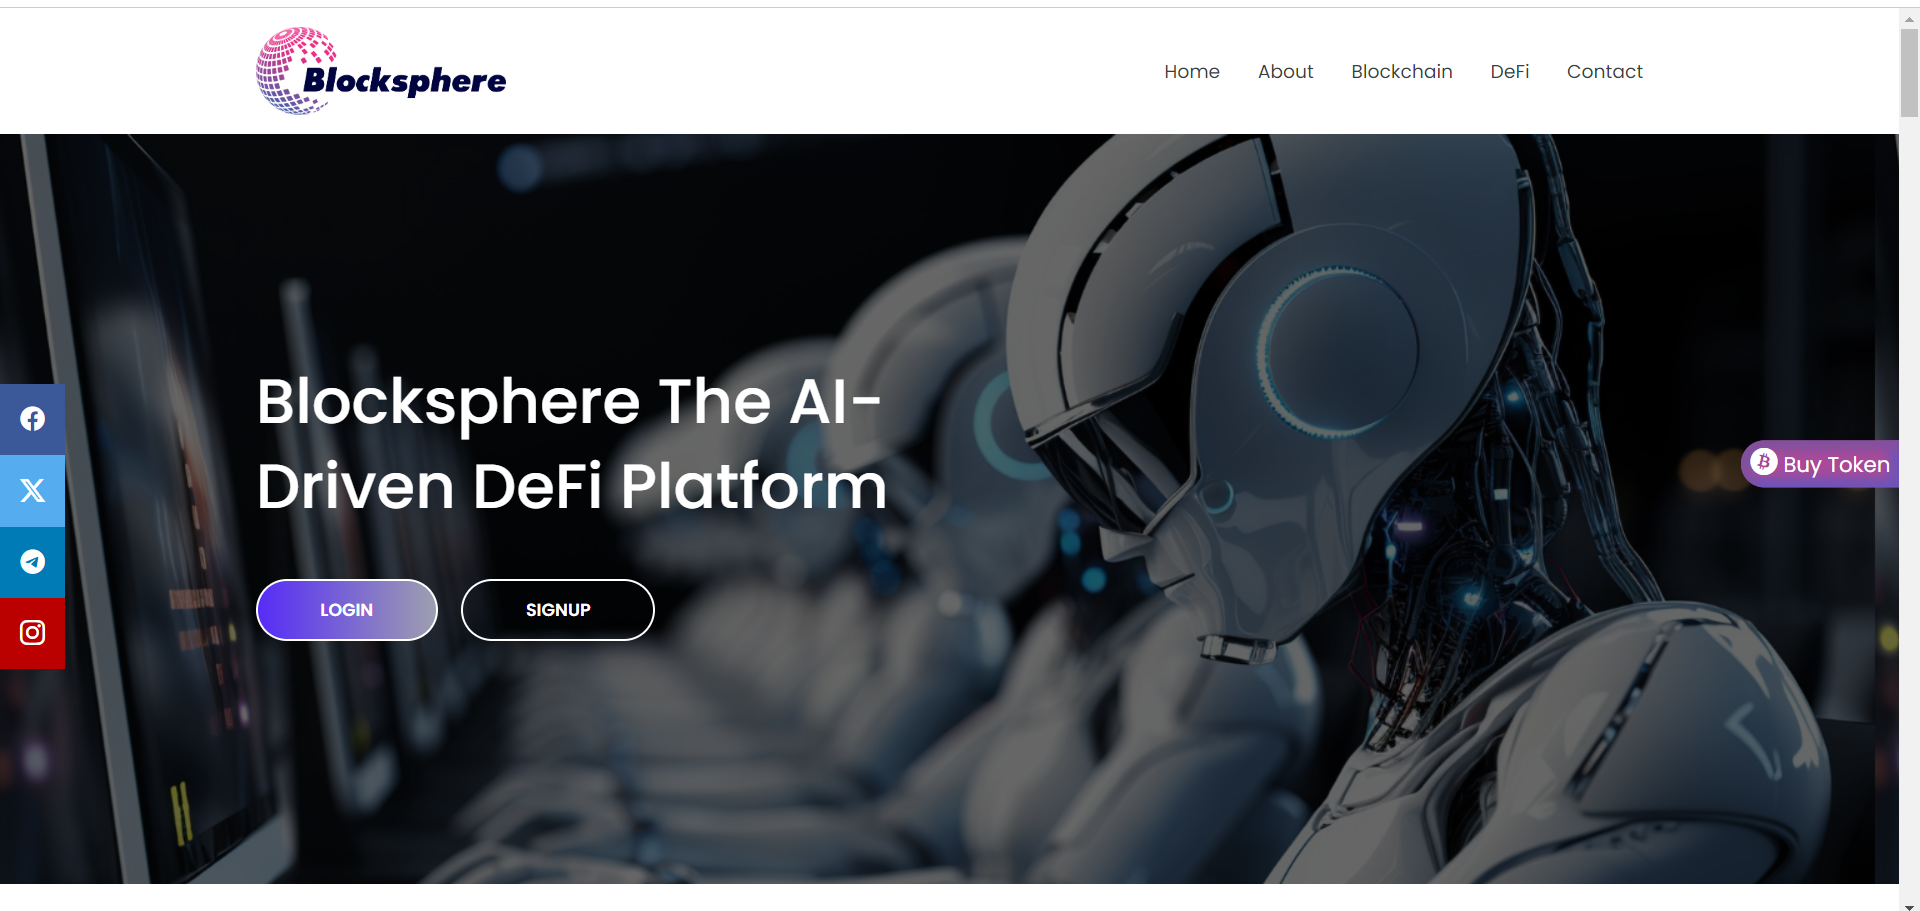 Blocksphere
Home About Blockchain DeFi Contact
Blocksphere The AI-
Driven DeFi Platform
LOGIN SIGNUP
Buy Token